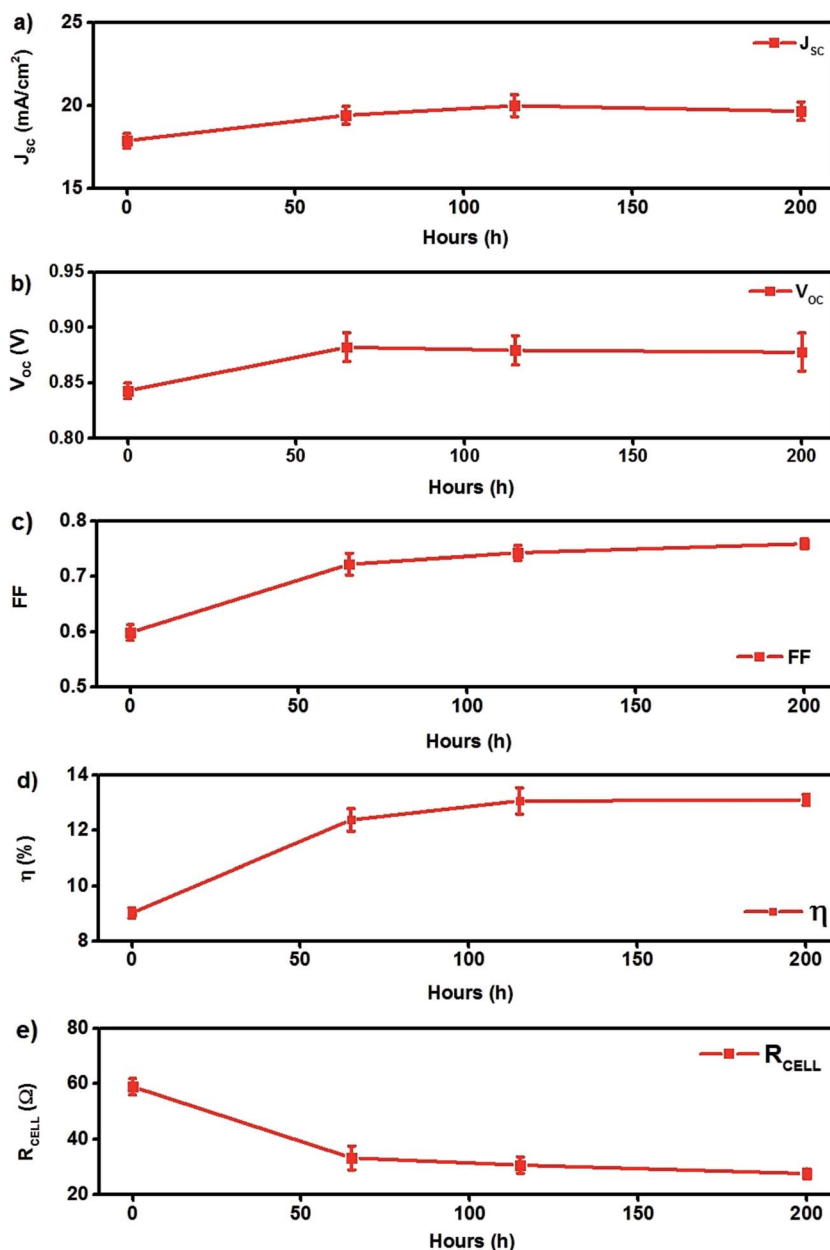 a)
25
20
15
J_sc (mA/cm²)
J_sc
0 50 100 150 200
Hours (h)
b)
0.95
0.90
0.85
0.80
V_oc (V)
V_oc
0 50 100 150 200
Hours (h)
c)
0.8
0.7
0.6
0.5
FF
FF
0 50 100 150 200
Hours (h)
d)
14
12
10
8
η (%)
η
0 50 100 150 200
Hours (h)
e)
80
60
40
20
R_CELL (Ω)
R_CELL
0 50 100 150 200
Hours (h)